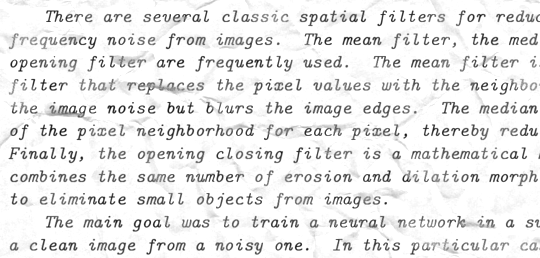 There are several classic spatial filters for reduc
frequency noise from images. The mean filter, the med
opening filter are frequently used. The mean filter i
filter that replaces the pixel values with the neighbo
the image noise but blurs the image edges. The median
of the pixel neighborhood for each pixel, thereby redu
Finally, the opening closing filter is a mathematical
combines the same number of erosion and dilation morph
to eliminate small objects from images.
The main goal was to train a neural network in a su
a clean image from a noisy one. In this particular ca